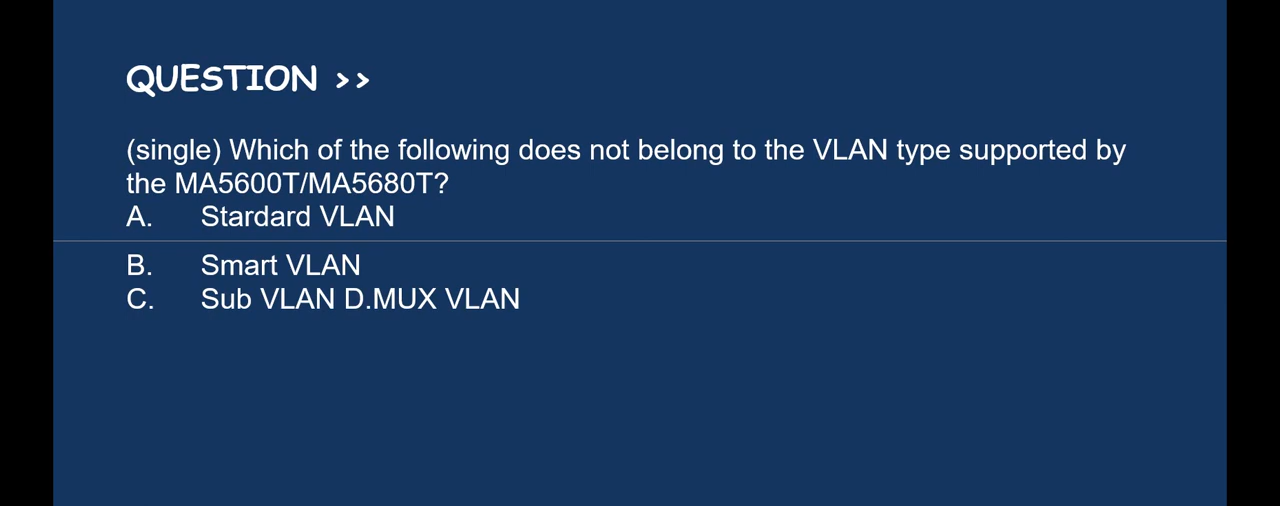 QUESTION >>
(single) Which of the following does not belong to the VLAN type supported by
the MA5600T/MA5680T?
A. Stardard VLAN
B. Smart VLAN
C. Sub VLAN D.MUX VLAN